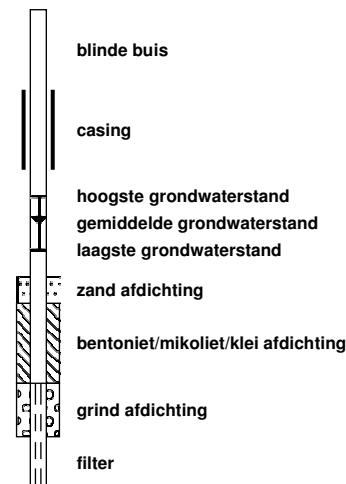 blinde buis
casing
hoogste grondwaterstand
gemiddelde grondwaterstand
laagste grondwaterstand
zand afdichting
bentoniet/mikoliet/klei afdichting
grind afdichting
filter